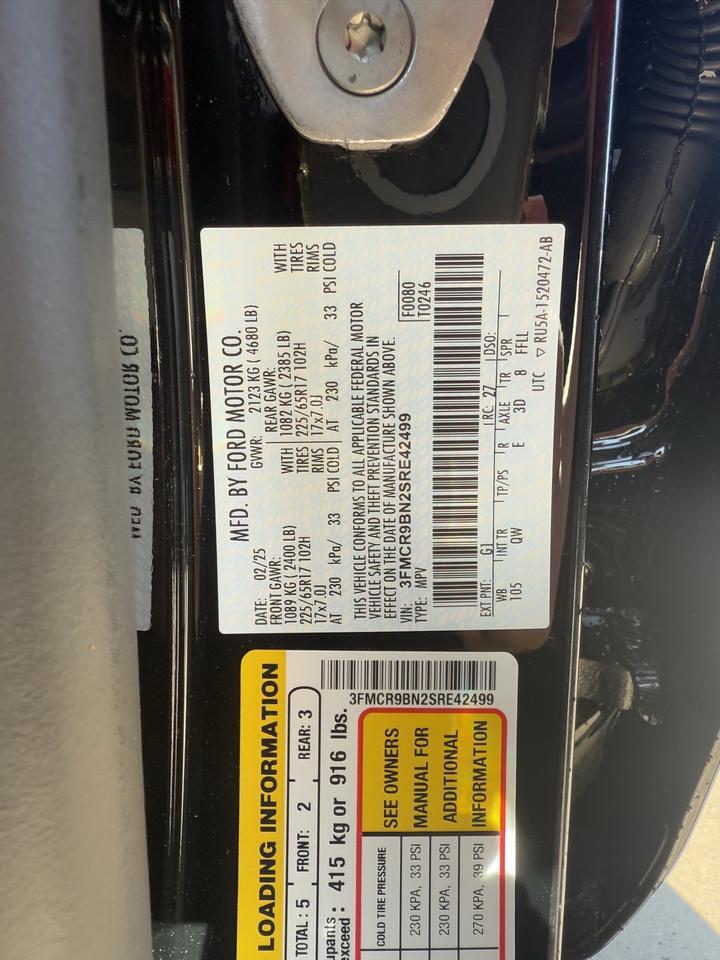 MFD. BY FORD MOTOR CO.
DATE: 02/25 GVWR: 2123 KG ( 4680 LB)
FRONT GAWR: REAR GAWR:
1089 KG ( 2400 LB) WITH 1082 KG ( 2385 LB) WITH
225/65R17 102H TIRES 225/65R17 102H TIRES
17x7.0J RIMS 17x7.0J RIMS
AT 230 kPa/ 33 PSI COLD AT 230 kPa/ 33 PSI COLD
THIS VEHICLE CONFORMS TO ALL APPLICABLE FEDERAL MOTOR
VEHICLE SAFETY AND THEFT PREVENTION STANDARDS IN
EFFECT ON THE DATE OF MANUFACTURE SHOWN ABOVE.
VIN: 3FMCR9BN2SRE42499 F0080
TYPE: MPV T0246
EXT PNT: G1 RC: 27 DSO:
WB INT TR TP/PS R AXLE TR SPR
105 QW E 3D 8 FFLL
UTC ▽ RU5A-1520472-AB
MOTOR CO.
LOADING INFORMATION
TOTAL : 5 FRONT: 2 REAR: 3
upants : 415 kg or 916 lbs.
exceed :
3FMCR9BN2SRE42499
COLD TIRE PRESSURE SEE OWNERS
230 KPA, 33 PSI MANUAL FOR
230 KPA, 33 PSI ADDITIONAL
270 KPA, 39 PSI INFORMATION